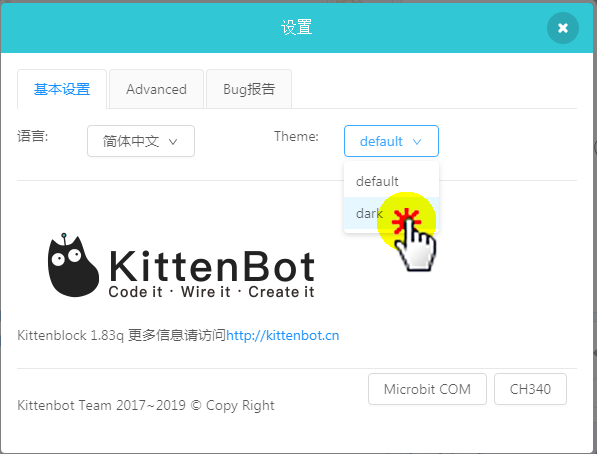 设置
基本设置 Advanced Bug报告
语言: 简体中文 Theme: default
default
dark
KittenBot
Code it · Wire it · Create it
Kittenblock 1.83q 更多信息请访问http://kittenbot.cn
Microbit COM CH340
Kittenbot Team 2017~2019 © Copy Right